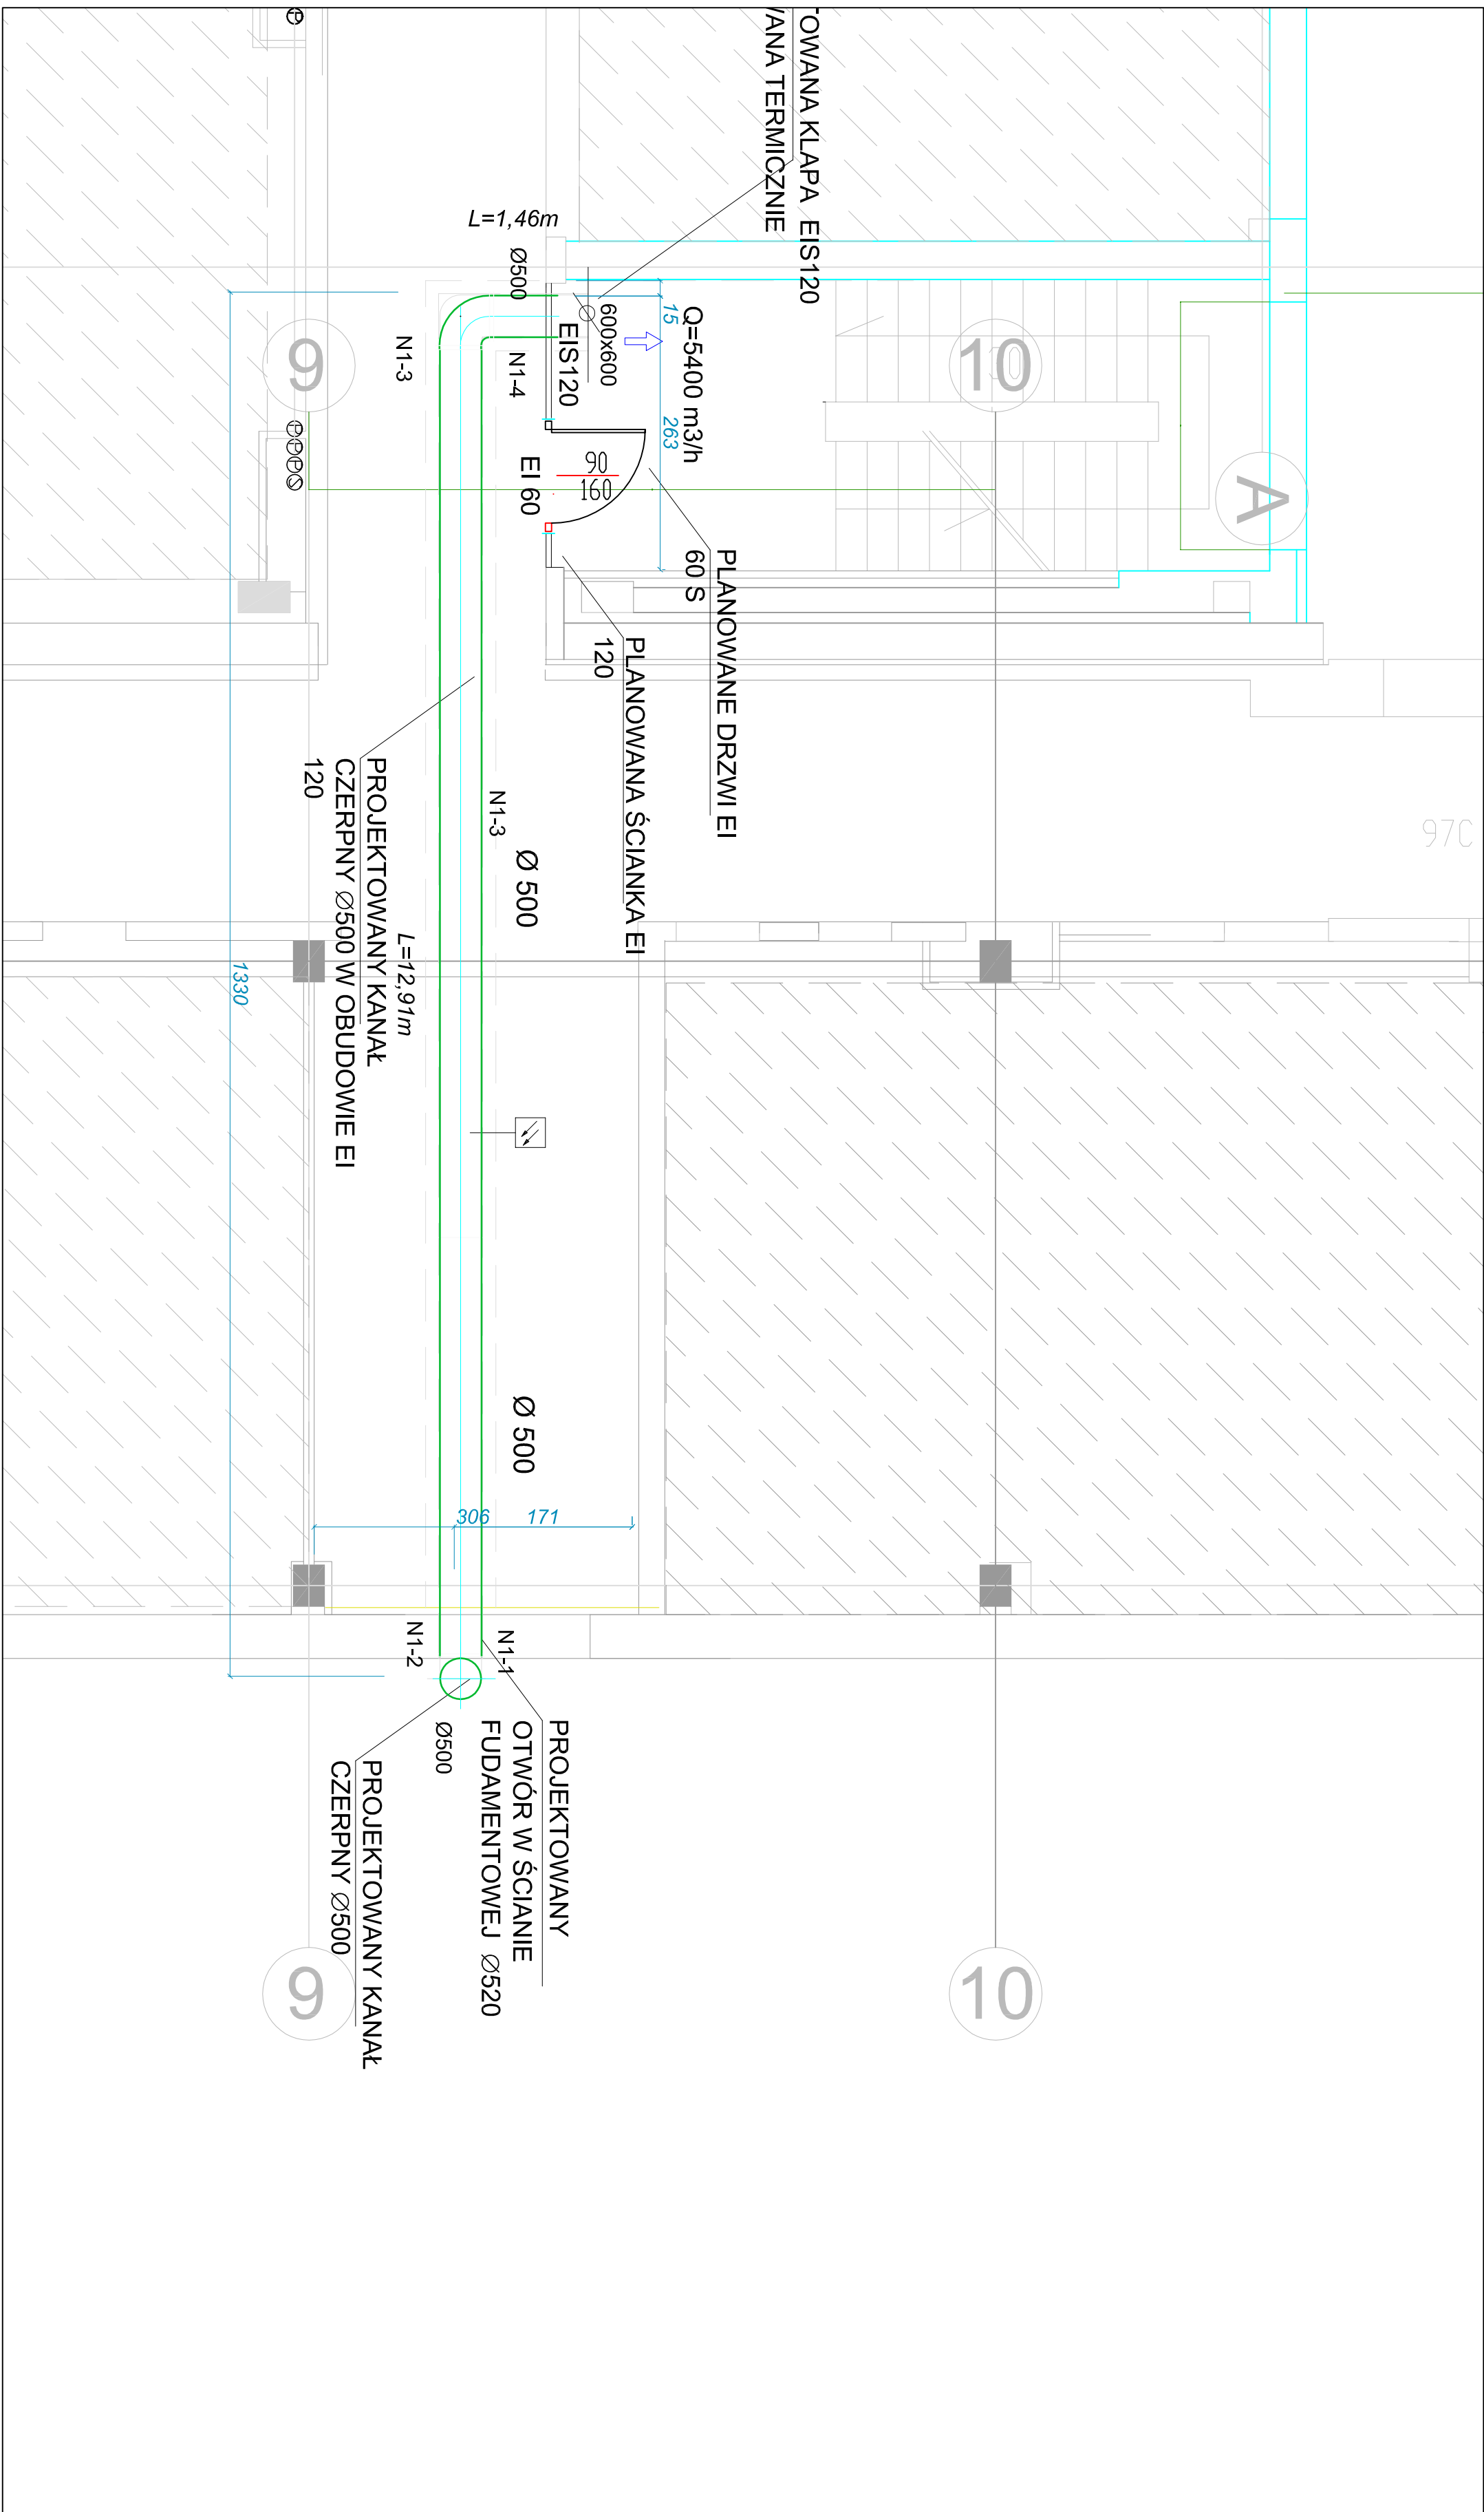 TOWANA KLAPA EIS120
WANA TERMICZNIE
L=1,46m
Ø500
600x600
EIS120
Q=5400 m3/h
15
263
N1-3
N1-4
9
10
A
90
160
EI 60
PLANOWANE DRZWI EI
60 S
PLANOWANA ŚCIANKA EI
120
970
N1-3
Ø 500
PROJEKTOWANY KANAŁ
CZERPNY Ø500 W OBUDOWIE EI
120
L=12,91m
1330
Ø 500
306
171
N1-2
N1-1
Ø500
PROJEKTOWANY
OTWÓR W ŚCIANIE
FUDAMENTOWEJ Ø520
PROJEKTOWANY KANAŁ
CZERPNY Ø500
9
10